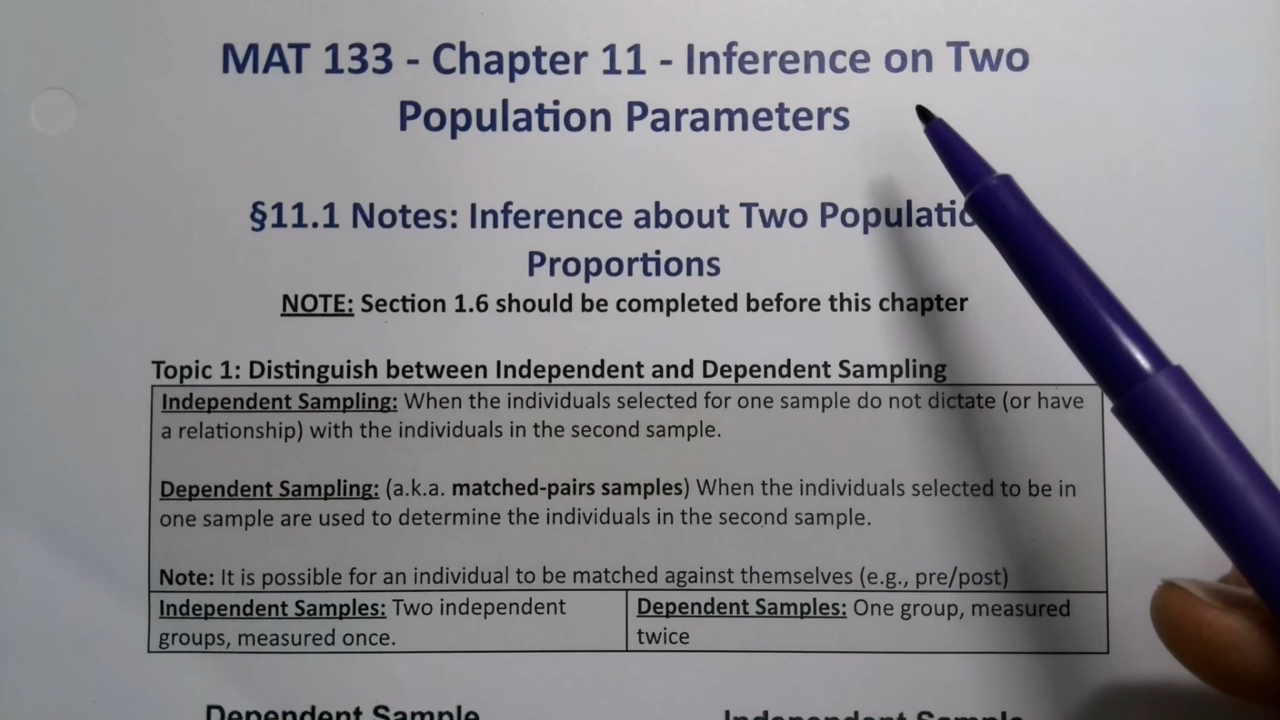 MAT 133 - Chapter 11 - Inference on Two
Population Parameters
§11.1 Notes: Inference about Two
Proportions
NOTE: Section 1.6 should be completed before this chapter
Topic 1: Distinguish between Independent and Dependent Sampling
Independent Sampling: When the individuals selected for one sample do not dictate (or have
a relationship) with the individuals in the second sample.
Dependent Sampling: (a.k.a. matched-pairs samples) When the individuals selected to be in
one sample are used to determine the individuals in the second sample.
Note: It is possible for an individual to be matched against themselves (e.g., pre/post)
Independent Samples: Two independent
groups, measured once.
Dependent Samples: One group, measured
twice
Dependent Sample
Independent Sample